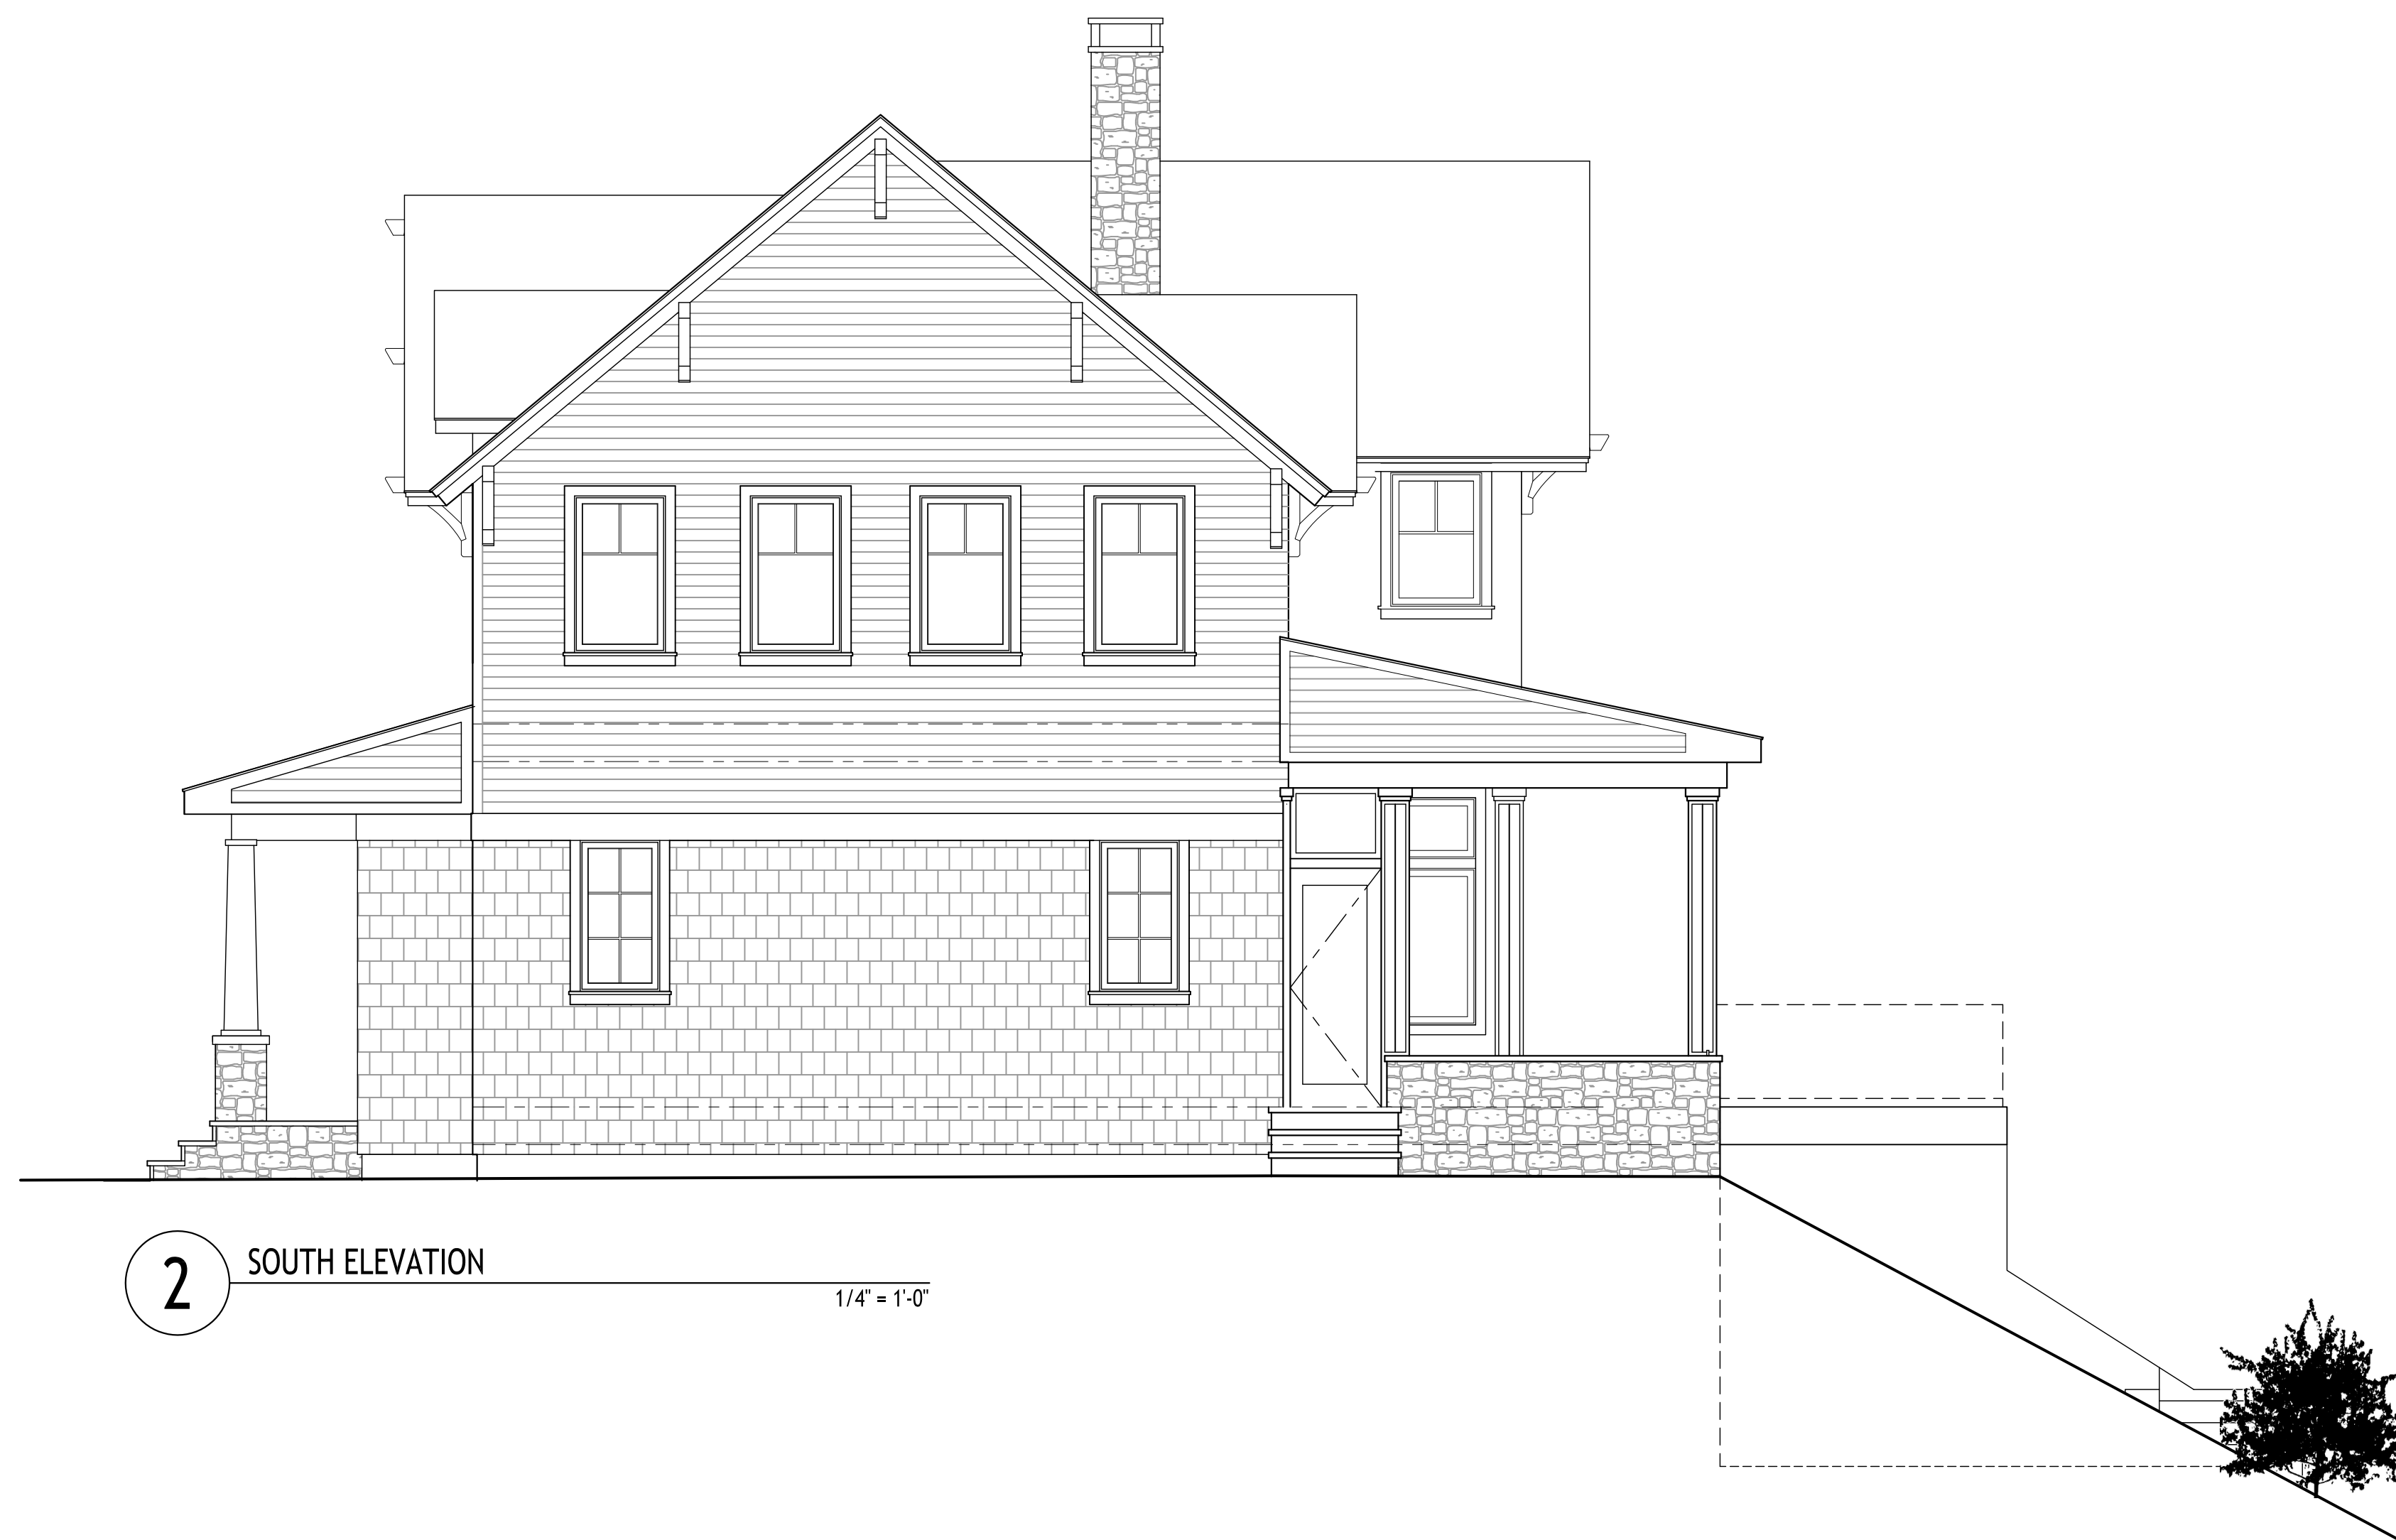 2
SOUTH ELEVATION
1/4" = 1'-0"